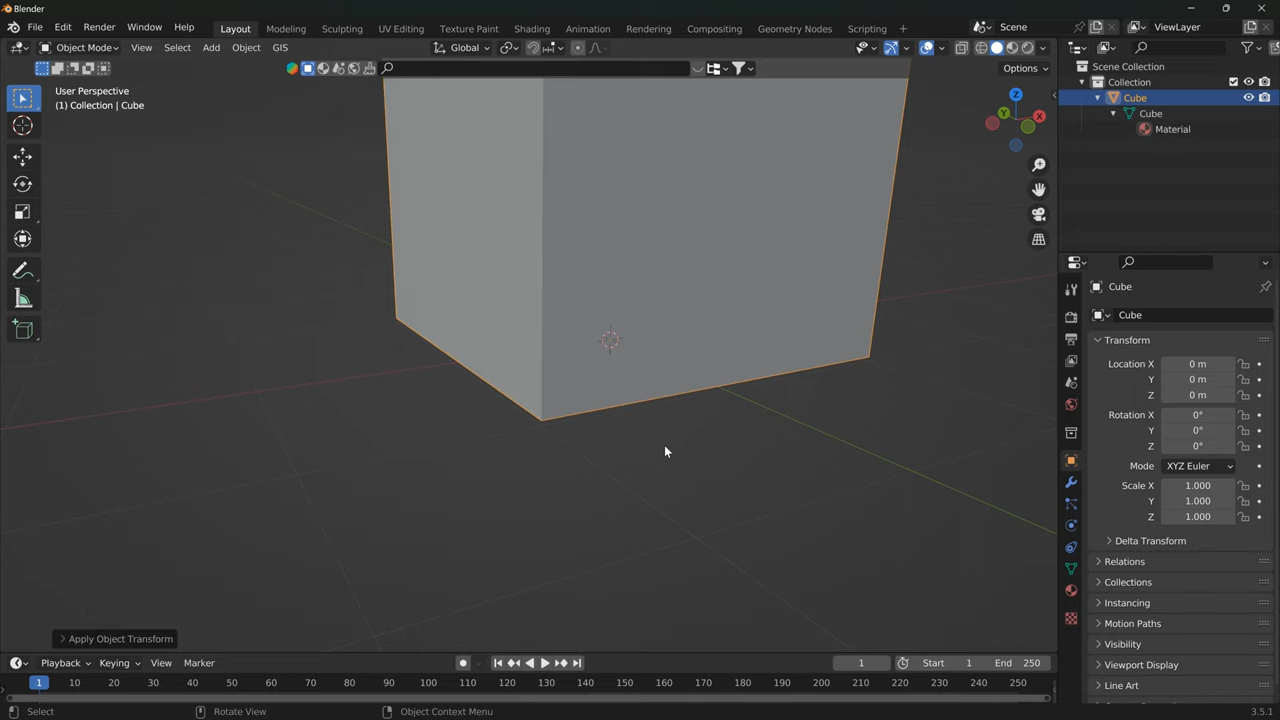 Blender
File Edit Render Window Help Layout Modeling Sculpting UV Editing Texture Paint Shading Animation Rendering Compositing Geometry Nodes Scripting + Scene ViewLayer
Object Mode View Select Add Object GIS Global
Options
User Perspective
(1) Collection | Cube
Z
Y X
Scene Collection
Collection
Cube
Cube
Material
Cube
Cube
Transform
Location X 0 m
Y 0 m
Z 0 m
Rotation X 0°
Y 0°
Z 0°
Mode XYZ Euler
Scale X 1.000
Y 1.000
Z 1.000
Delta Transform
Relations
Collections
Instancing
Motion Paths
Visibility
Viewport Display
Line Art
Apply Object Transform
Playback Keying View Marker 1 Start 1 End 250
1 10 20 30 40 50 60 70 80 90 100 110 120 130 140 150 160 170 180 190 200 210 220 230 240 250
Select Rotate View Object Context Menu 3.5.1